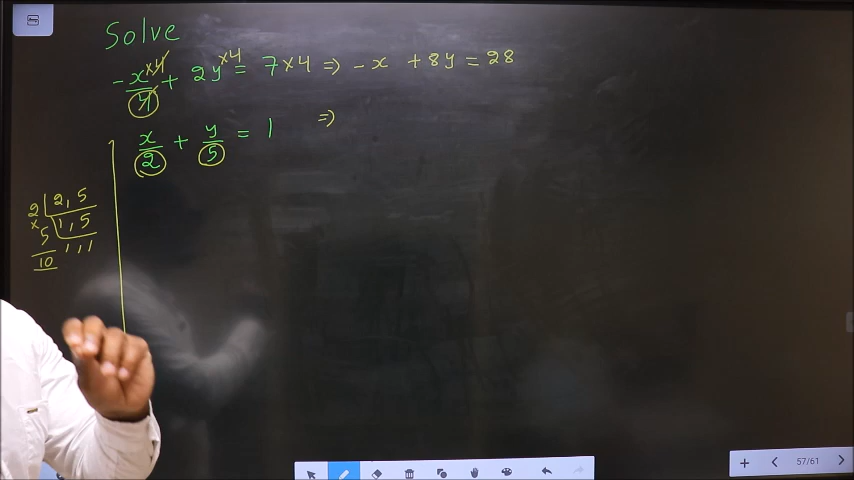 Solve
-x×4/4 + 2y×4 = 7×4 ⇒ -x + 8y = 28
x/2 + y/5 = 1 ⇒
2 | 2, 5
× 5 | 1, 5
10 1, 1
57/61